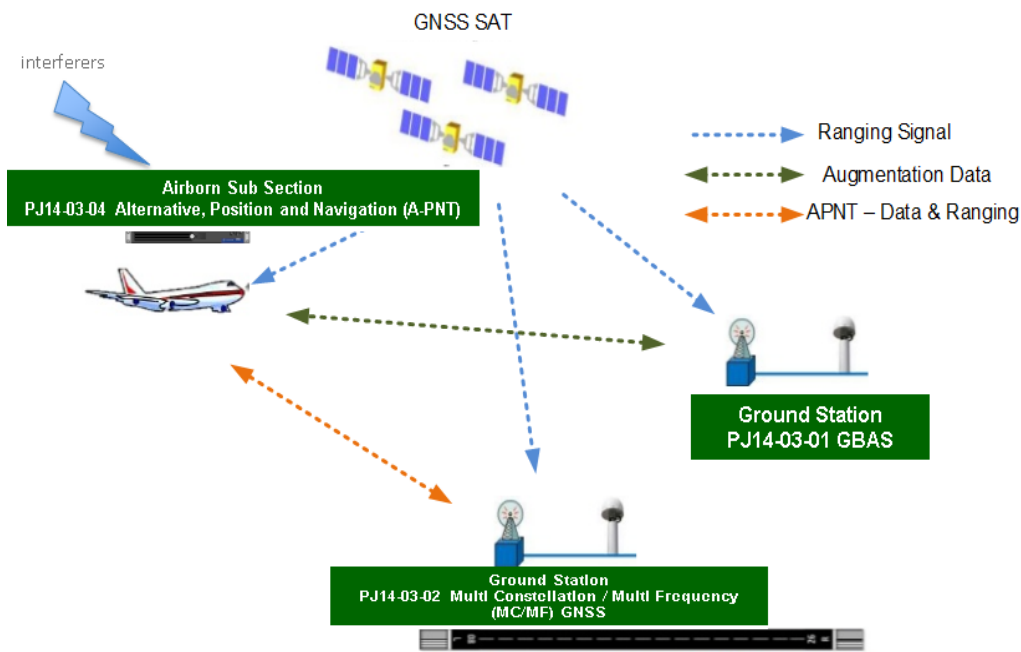 GNSS SAT
interferers
Ranging Signal
Augmentation Data
APNT – Data & Ranging
Airborn Sub Section
PJ14-03-04 Alternative, Position and Navigation (A-PNT)
Ground Station
PJ14-03-01 GBAS
Ground Station
PJ14-03-02 Multi Constellation / Multi Frequency
(MC/MF) GNSS